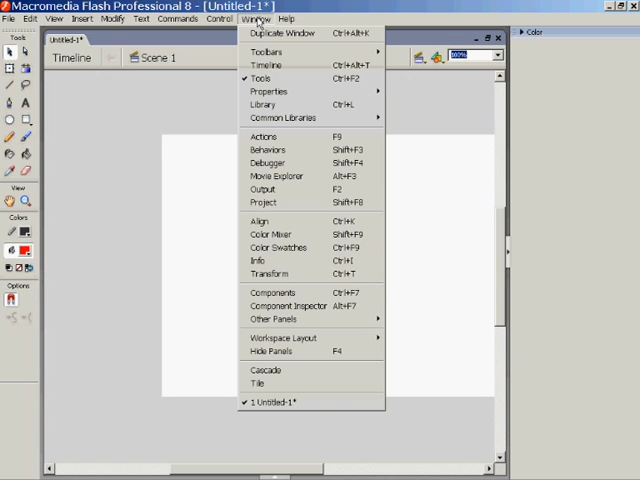 Macromedia Flash Professional 8 - [Untitled-1*]
File Edit View Insert Modify Text Commands Control Window Help
Tools
Untitled-1*
Timeline
Scene 1
100%
Color
Duplicate Window Ctrl+Alt+K
Toolbars
Timeline Ctrl+Alt+T
Tools Ctrl+F2
Properties
Library Ctrl+L
Common Libraries
Actions F9
Behaviors Shift+F3
Debugger Shift+F4
Movie Explorer Alt+F3
Output F2
Project Shift+F8
Align Ctrl+K
Color Mixer Shift+F9
Color Swatches Ctrl+F9
Info Ctrl+I
Transform Ctrl+T
Components Ctrl+F7
Component Inspector Alt+F7
Other Panels
Workspace Layout
Hide Panels F4
Cascade
Tile
1 Untitled-1*
A
View
Colors
Options